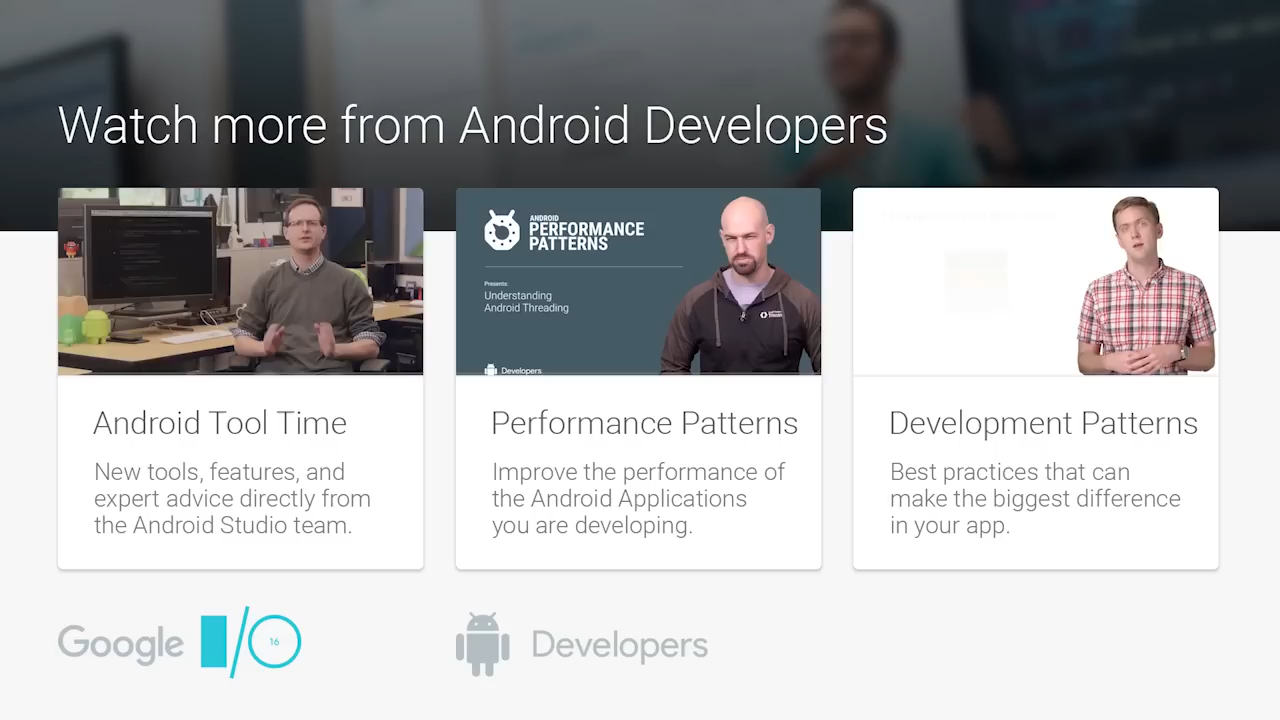 Watch more from Android Developers
ANDROID
PERFORMANCE
PATTERNS
Presents:
Understanding
Android Threading
Developers
Android Tool Time
New tools, features, and
expert advice directly from
the Android Studio team.
Performance Patterns
Improve the performance of
the Android Applications
you are developing.
Development Patterns
Best practices that can
make the biggest difference
in your app.
Google I/O 16
Developers